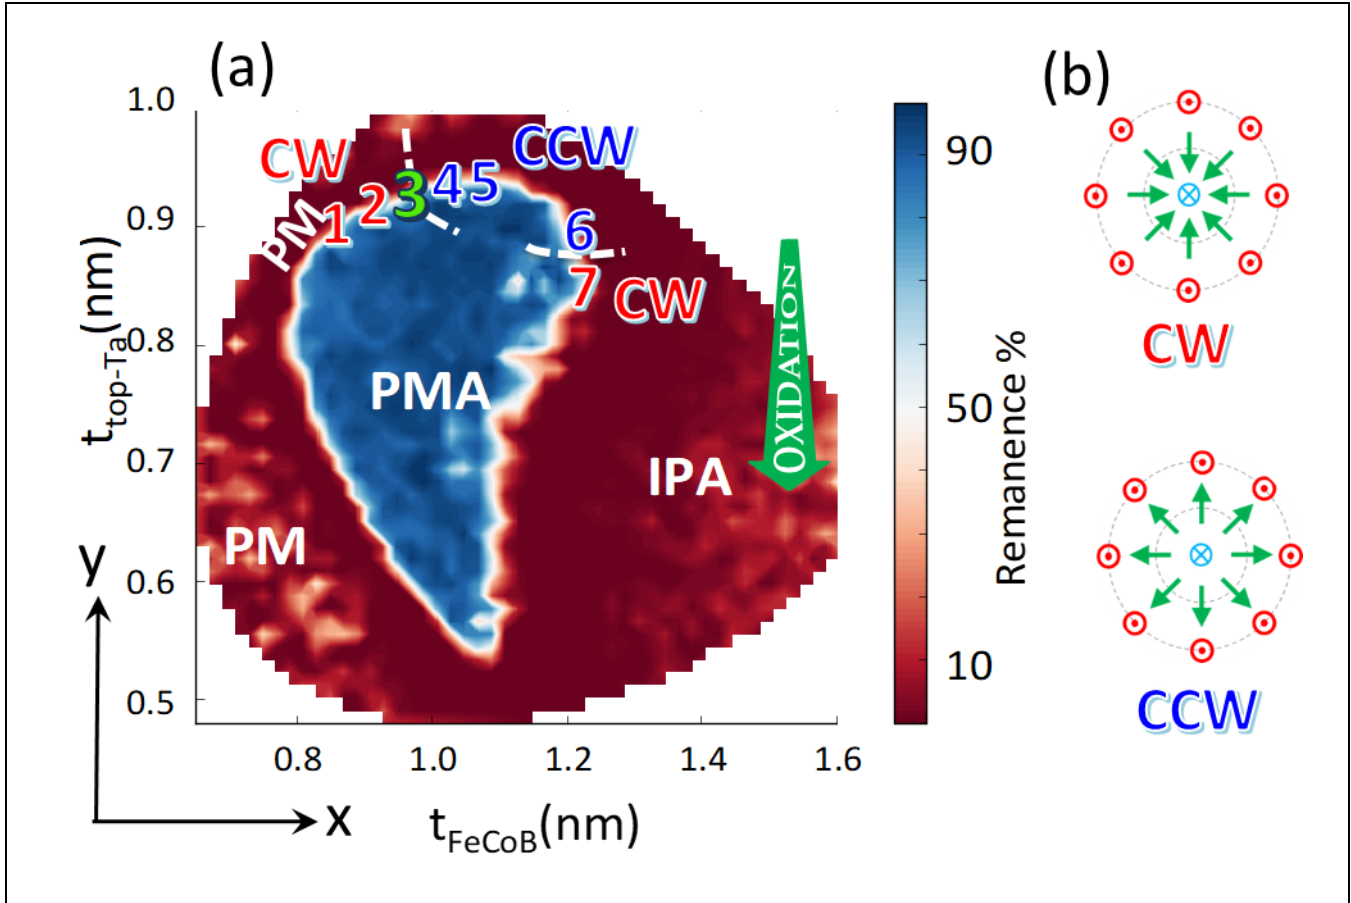 (a)
(b)
1.0
0.9
0.8
0.7
0.6
0.5
t_top-Ta(nm)
CW
CCW
PM
1
2
3
4
5
6
7
CW
PMA
IPA
PM
OXIDATION
90
50
10
Remanence %
0.8
1.0
1.2
1.4
1.6
t_FeCoB(nm)
y
x
⊗
CW
⊗
CCW